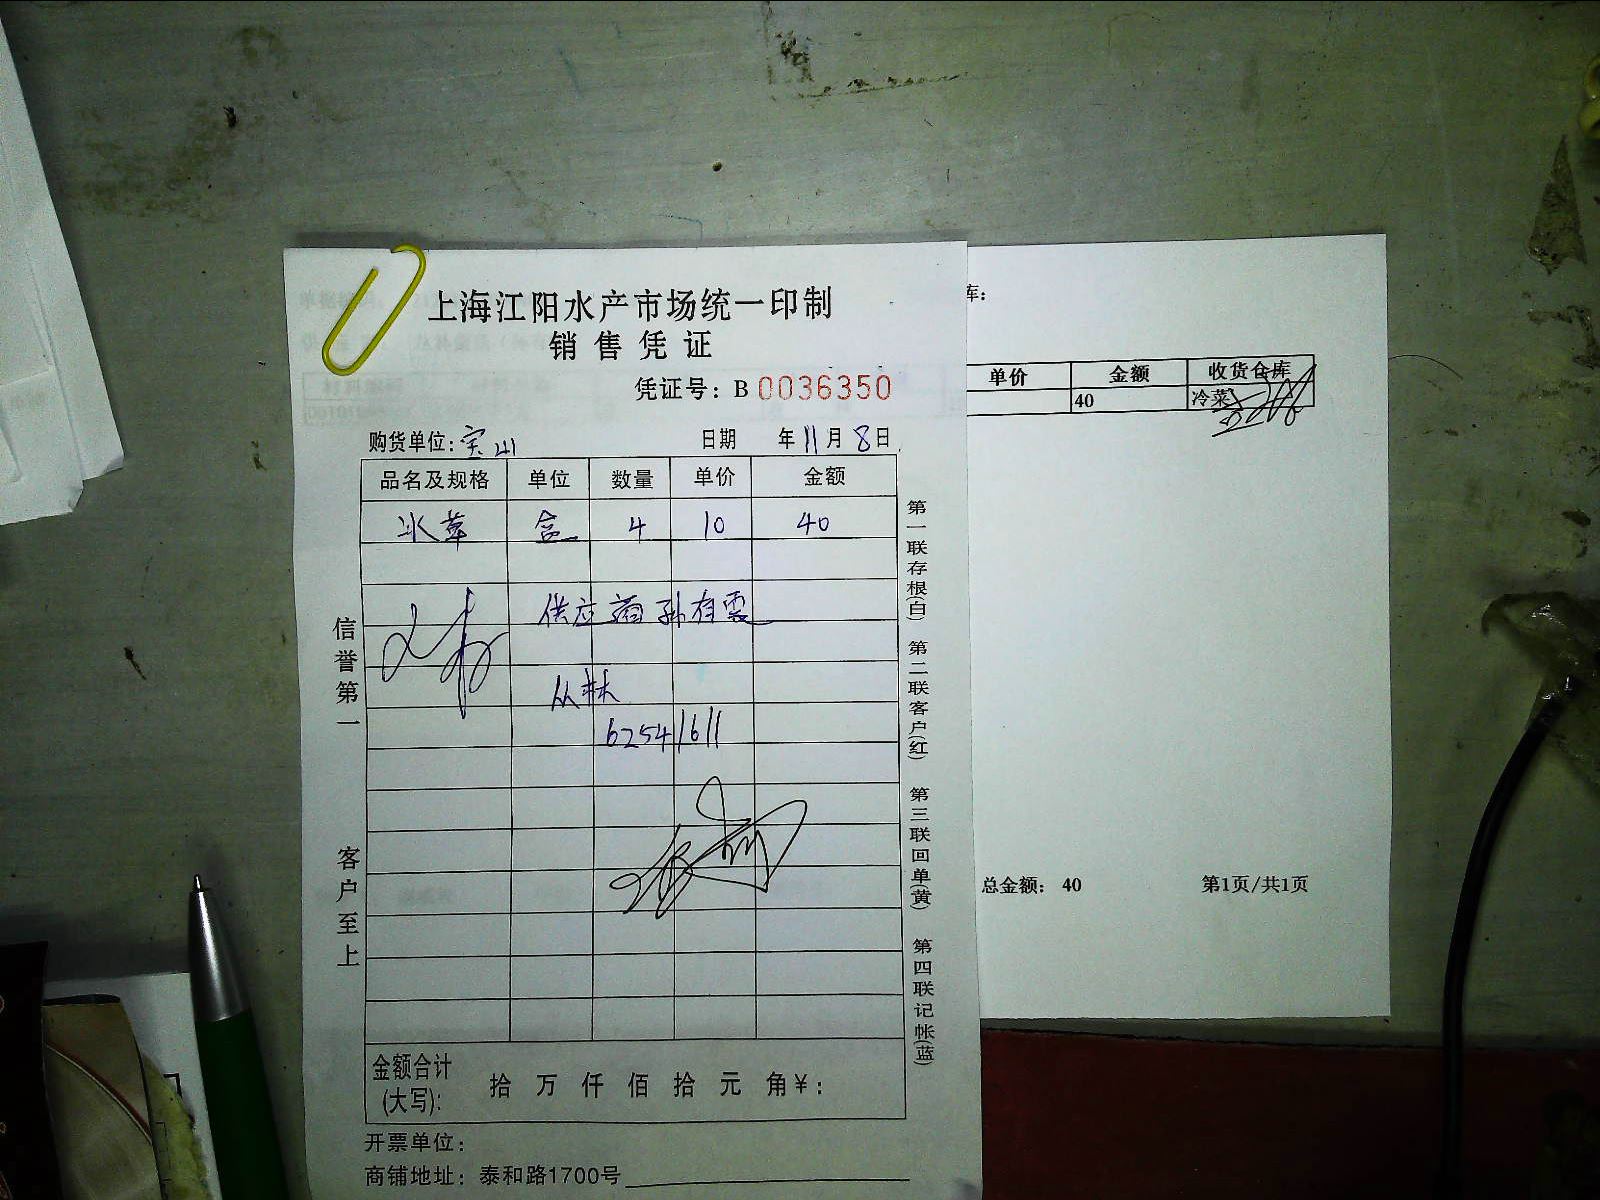 上海江阳水产市场统一印制
销售凭证
凭证号：B 0036350
购货单位：宝山 日期 年11月8日
品名及规格 单位 数量 单价 金额
冰草 盒 4 10 40
供应商 孙有霞
丛林
62541611
信誉第一
客户至上
第一联存根(白) 第二联客户(红) 第三联回单(黄) 第四联记帐(蓝)
金额合计(大写)： 拾 万 仟 佰 拾 元 角 ¥：
开票单位：
商铺地址：泰和路1700号
库：
单价 金额 收货仓库
40 冷菜
总金额： 40 第1页/共1页